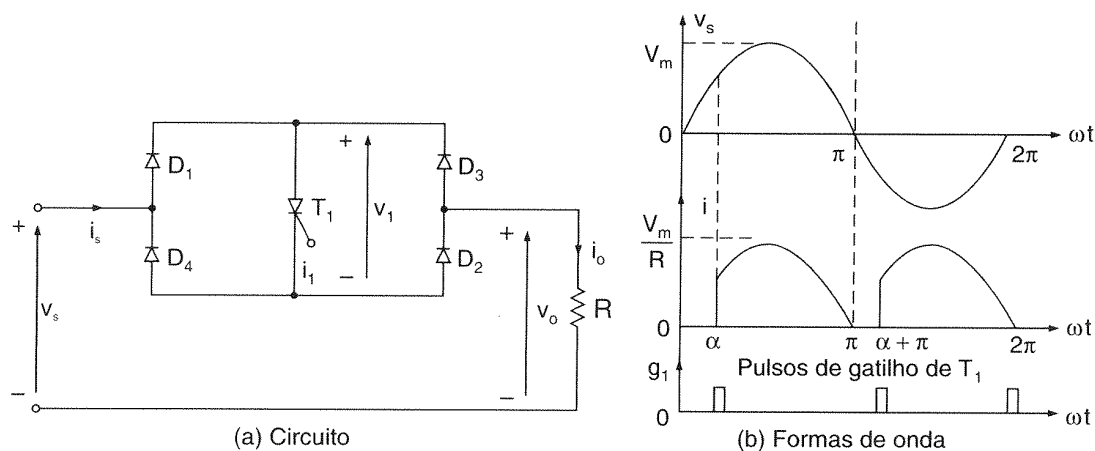 D₁
D₃
T₁
v₁
+
−
+
iₛ
D₄
i₁
D₂
+
iₒ
vₛ
vₒ
R
−
−
(a) Circuito
vₛ
Vₘ
0
π
2π
ωt
i
Vₘ
R
0
α
π
α + π
2π
ωt
g₁
Pulsos de gatilho de T₁
0
ωt
(b) Formas de onda